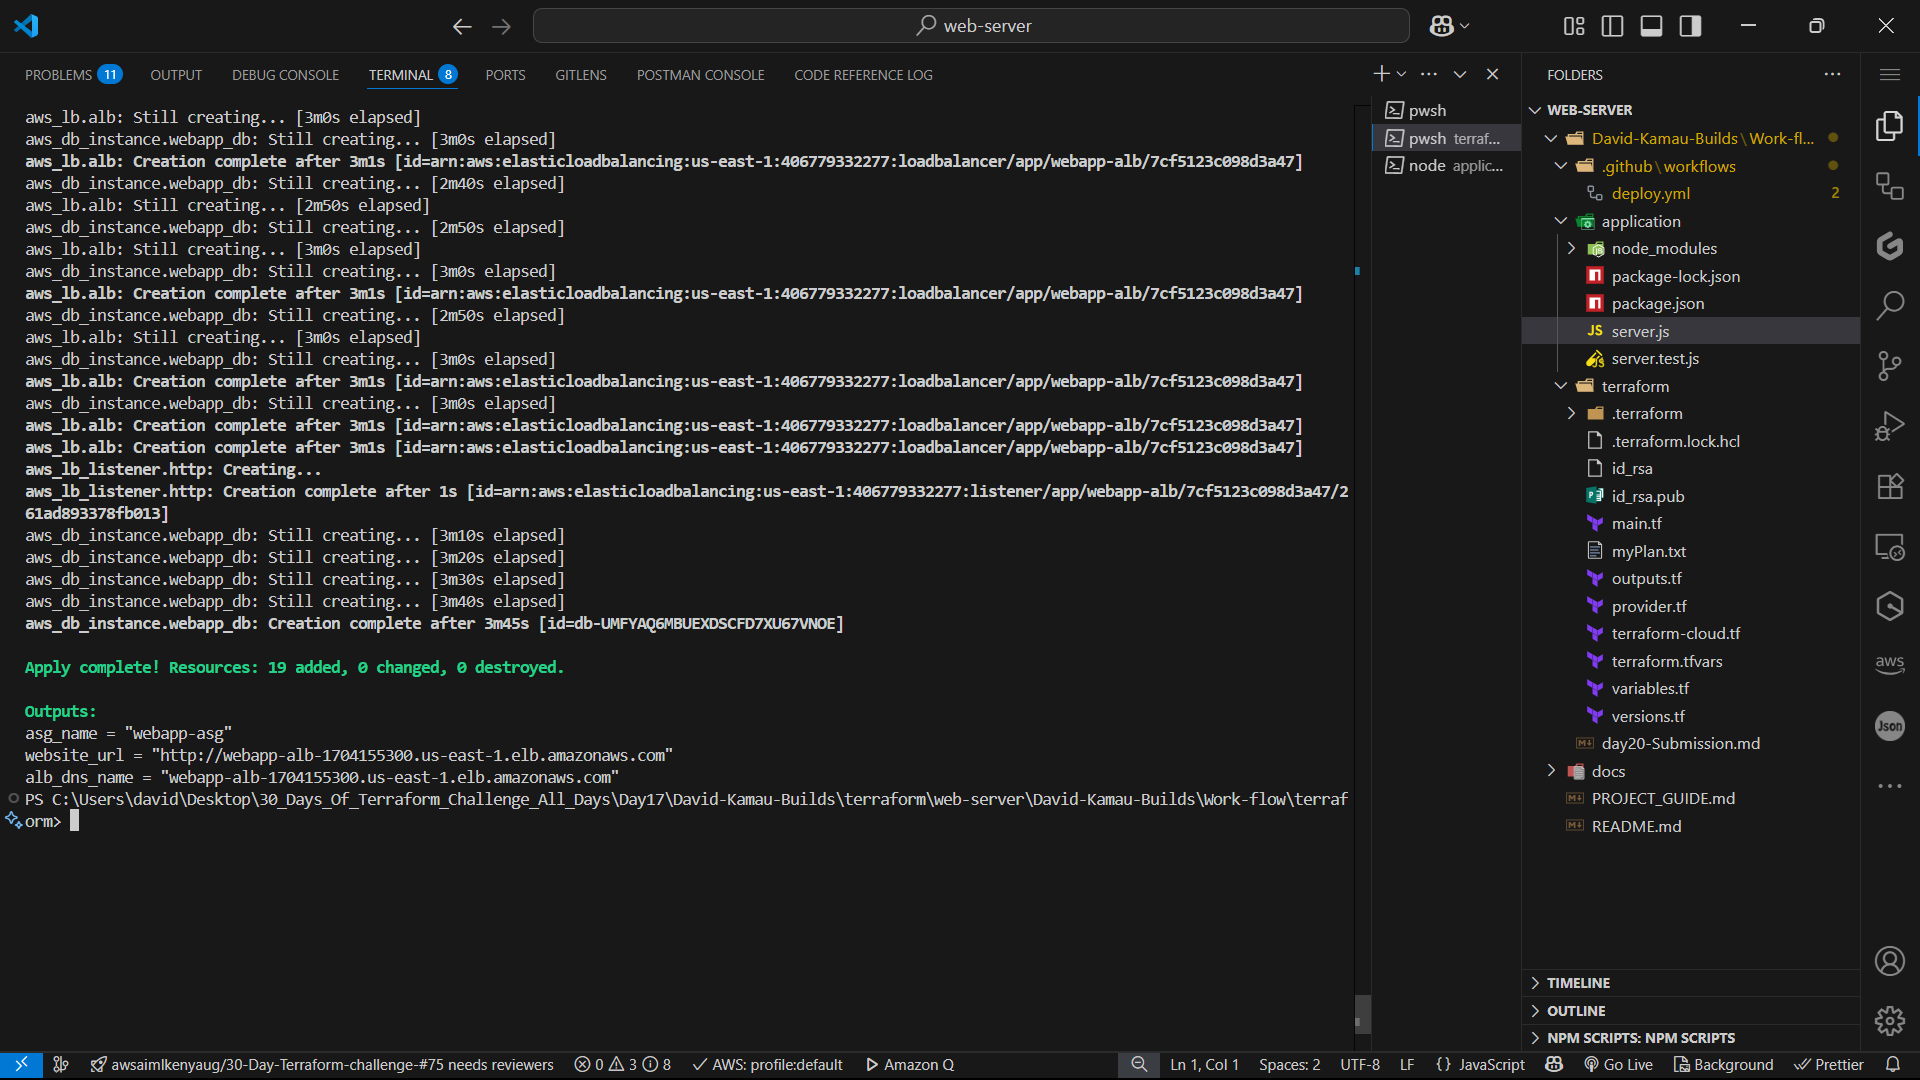 web-server
PROBLEMS 11 OUTPUT DEBUG CONSOLE TERMINAL 8 PORTS GITLENS POSTMAN CONSOLE CODE REFERENCE LOG
aws_lb.alb: Still creating... [3m0s elapsed]
aws_db_instance.webapp_db: Still creating... [3m0s elapsed]
aws_lb.alb: Creation complete after 3m1s [id=arn:aws:elasticloadbalancing:us-east-1:406779332277:loadbalancer/app/webapp-alb/7cf5123c098d3a47]
aws_db_instance.webapp_db: Still creating... [2m40s elapsed]
aws_lb.alb: Still creating... [2m50s elapsed]
aws_db_instance.webapp_db: Still creating... [2m50s elapsed]
aws_lb.alb: Still creating... [3m0s elapsed]
aws_db_instance.webapp_db: Still creating... [3m0s elapsed]
aws_lb.alb: Creation complete after 3m1s [id=arn:aws:elasticloadbalancing:us-east-1:406779332277:loadbalancer/app/webapp-alb/7cf5123c098d3a47]
aws_db_instance.webapp_db: Still creating... [2m50s elapsed]
aws_lb.alb: Still creating... [3m0s elapsed]
aws_db_instance.webapp_db: Still creating... [3m0s elapsed]
aws_lb.alb: Creation complete after 3m1s [id=arn:aws:elasticloadbalancing:us-east-1:406779332277:loadbalancer/app/webapp-alb/7cf5123c098d3a47]
aws_db_instance.webapp_db: Still creating... [3m0s elapsed]
aws_lb.alb: Creation complete after 3m1s [id=arn:aws:elasticloadbalancing:us-east-1:406779332277:loadbalancer/app/webapp-alb/7cf5123c098d3a47]
aws_lb.alb: Creation complete after 3m1s [id=arn:aws:elasticloadbalancing:us-east-1:406779332277:loadbalancer/app/webapp-alb/7cf5123c098d3a47]
aws_lb_listener.http: Creating...
aws_lb_listener.http: Creation complete after 1s [id=arn:aws:elasticloadbalancing:us-east-1:406779332277:listener/app/webapp-alb/7cf5123c098d3a47/2
61ad893378fb013]
aws_db_instance.webapp_db: Still creating... [3m10s elapsed]
aws_db_instance.webapp_db: Still creating... [3m20s elapsed]
aws_db_instance.webapp_db: Still creating... [3m30s elapsed]
aws_db_instance.webapp_db: Still creating... [3m40s elapsed]
aws_db_instance.webapp_db: Creation complete after 3m45s [id=db-UMFYAQ6MBUEXDSCFD7XU67VNOE]
Apply complete! Resources: 19 added, 0 changed, 0 destroyed.
Outputs:
asg_name = "webapp-asg"
website_url = "http://webapp-alb-1704155300.us-east-1.elb.amazonaws.com"
alb_dns_name = "webapp-alb-1704155300.us-east-1.elb.amazonaws.com"
PS C:\Users\david\Desktop\30_Days_Of_Terraform_Challenge_All_Days\Day17\David-Kamau-Builds\terraform\web-server\David-Kamau-Builds\Work-flow\terraf
orm>
pwsh
pwsh terraf...
node applic...
FOLDERS
WEB-SERVER
David-Kamau-Builds\Work-fl...
.github\workflows
deploy.yml 2
application
node_modules
package-lock.json
package.json
JS server.js
server.test.js
terraform
.terraform
.terraform.lock.hcl
id_rsa
id_rsa.pub
main.tf
myPlan.txt
outputs.tf
provider.tf
terraform-cloud.tf
terraform.tfvars
variables.tf
versions.tf
day20-Submission.md
docs
PROJECT_GUIDE.md
README.md
TIMELINE
OUTLINE
NPM SCRIPTS: NPM SCRIPTS
aws
Json
awsaimlkenyaug/30-Day-Terraform-challenge-#75 needs reviewers 0 3 8 AWS: profile:default Amazon Q Ln 1, Col 1 Spaces: 2 UTF-8 LF {} JavaScript Go Live Background Prettier